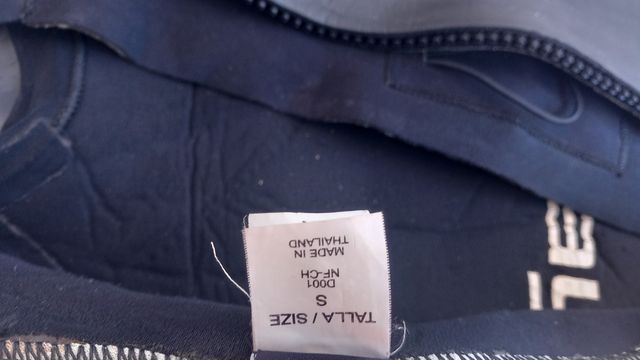 TALLA / SIZE
S
D001
NF-CH
MADE IN
THAILAND